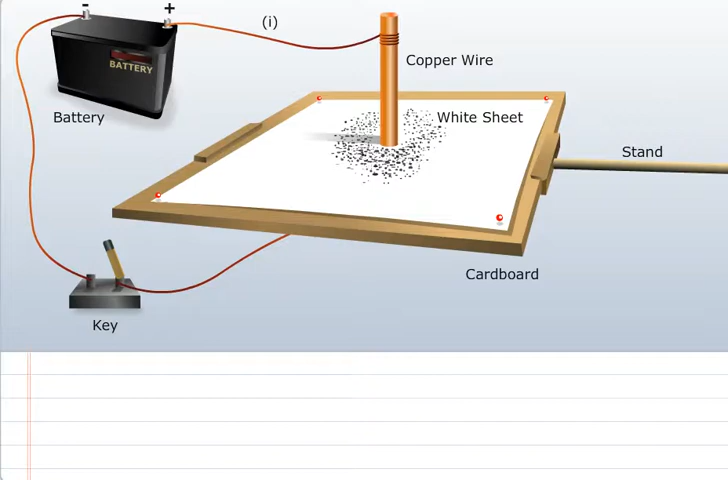 - +
(i)
BATTERY
Battery
Copper Wire
White Sheet
Stand
Cardboard
Key